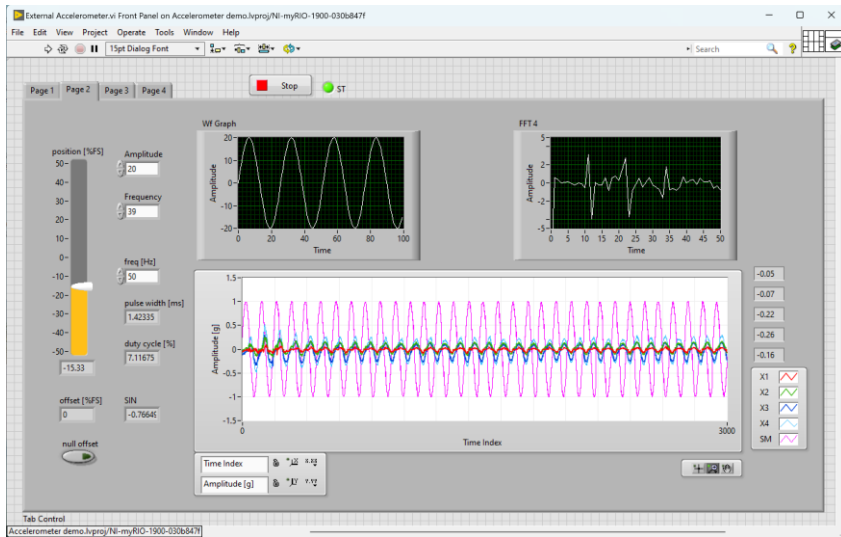 External Accelerometer.vi Front Panel on Accelerometer demo.lvproj/NI-myRIO-1900-030b847f
File Edit View Project Operate Tools Window Help
15pt Dialog Font
Search
Page 1 Page 2 Page 3 Page 4
Stop
ST
position [%FS]
50
40
30
20
10
0
-10
-20
-30
-40
-50
-15.33
offset [%FS]
0
null offset
Amplitude
20
Frequency
39
freq [Hz]
50
pulse width [ms]
1.42335
duty cycle [%]
7.11675
SIN
-0.76649
Wf Graph
Amplitude
20
10
0
-10
-20
0 20 40 60 80 100
Time
FFT 4
Amplitude
5
2
0
-2
-5
0 5 10 15 20 25 30 35 40 45 50
Time
Amplitude [g]
1.5
1
0.5
0
-0.5
-1
-1.5
0 3000
Time Index
-0.05
-0.07
-0.22
-0.26
-0.16
X1
X2
X3
X4
SM
Time Index
Amplitude [g]
Tab Control
Accelerometer demo.lvproj/NI-myRIO-1900-030b847f